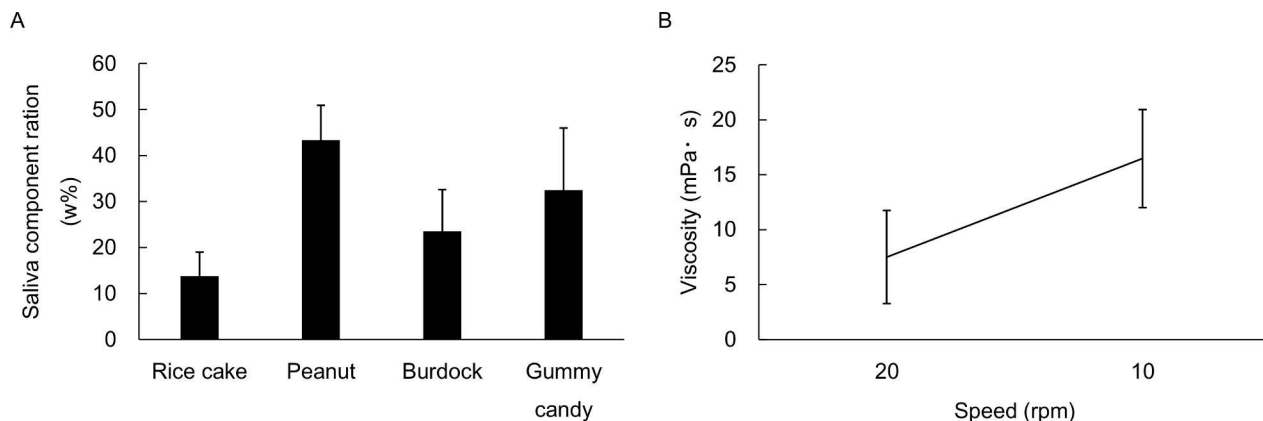 A
Saliva component ration
(w%)
60
50
40
30
20
10
0
Rice cake
Peanut
Burdock
Gummy
candy
B
Viscosity (mPa・s)
25
20
15
10
5
0
20
10
Speed (rpm)